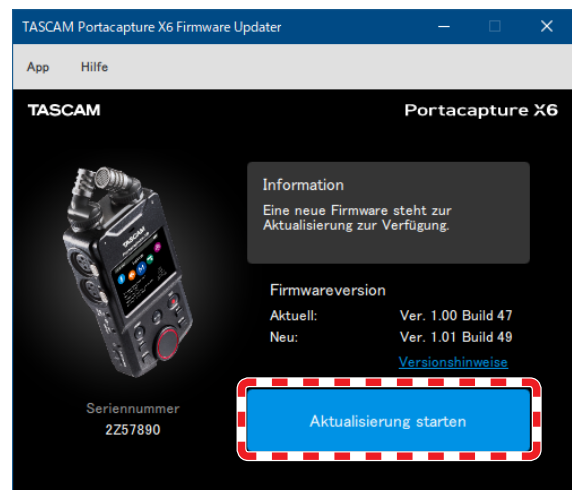 TASCAM Portacapture X6 Firmware Updater
App Hilfe
TASCAM Portacapture X6
Information
Eine neue Firmware steht zur
Aktualisierung zur Verfügung.
Firmwareversion
Aktuell: Ver. 1.00 Build 47
Neu: Ver. 1.01 Build 49
Versionshinweise
Seriennummer
2Z57890
Aktualisierung starten